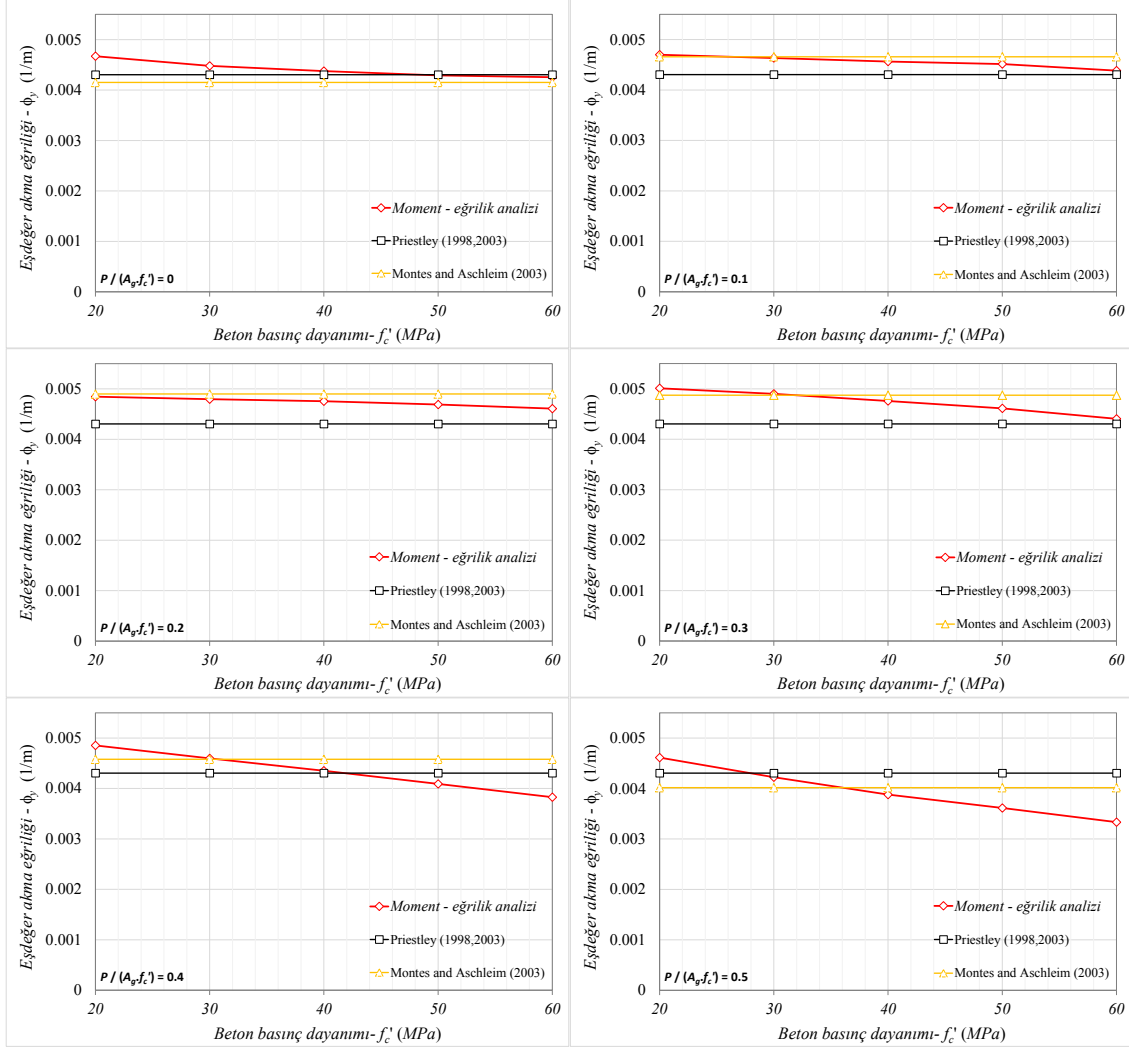 Eşdeğer akma eğriliği - ϕy (1/m)
0.005
0.004
0.003
0.002
0.001
0
Moment - eğrilik analizi
Priestley (1998,2003)
Montes and Aschleim (2003)
P / (Ag.fc') = 0
20 30 40 50 60
Beton basınç dayanımı- fc' (MPa)
Eşdeğer akma eğriliği - ϕy (1/m)
0.005
0.004
0.003
0.002
0.001
0
Moment - eğrilik analizi
Priestley (1998,2003)
Montes and Aschleim (2003)
P / (Ag.fc') = 0.1
20 30 40 50 60
Beton basınç dayanımı- fc' (MPa)
Eşdeğer akma eğriliği - ϕy (1/m)
0.005
0.004
0.003
0.002
0.001
0
Moment - eğrilik analizi
Priestley (1998,2003)
Montes and Aschleim (2003)
P / (Ag.fc') = 0.2
20 30 40 50 60
Beton basınç dayanımı- fc' (MPa)
Eşdeğer akma eğriliği - ϕy (1/m)
0.005
0.004
0.003
0.002
0.001
0
Moment - eğrilik analizi
Priestley (1998,2003)
Montes and Aschleim (2003)
P / (Ag.fc') = 0.3
20 30 40 50 60
Beton basınç dayanımı- fc' (MPa)
Eşdeğer akma eğriliği - ϕy (1/m)
0.005
0.004
0.003
0.002
0.001
0
Moment - eğrilik analizi
Priestley (1998,2003)
Montes and Aschleim (2003)
P / (Ag.fc') = 0.4
20 30 40 50 60
Beton basınç dayanımı- fc' (MPa)
Eşdeğer akma eğriliği - ϕy (1/m)
0.005
0.004
0.003
0.002
0.001
0
Moment - eğrilik analizi
Priestley (1998,2003)
Montes and Aschleim (2003)
P / (Ag.fc') = 0.5
20 30 40 50 60
Beton basınç dayanımı- fc' (MPa)